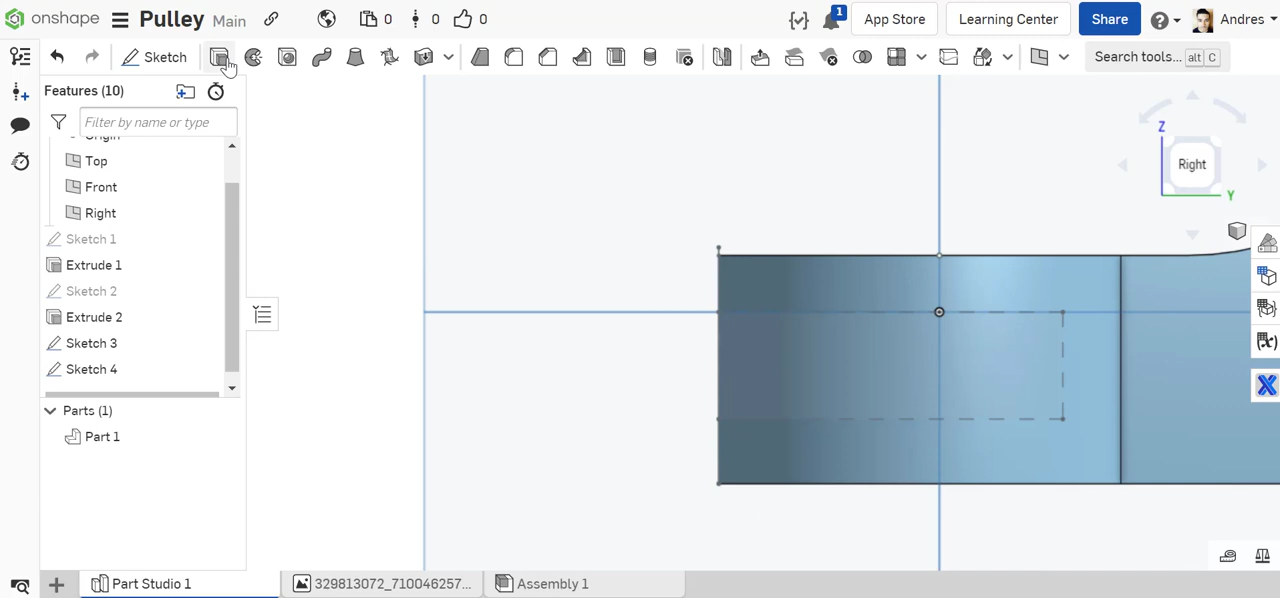 onshape Pulley Main 0 0 0 1 App Store Learning Center Share Andres
Sketch Search tools... alt C
Features (10)
Filter by name or type
Origin
Top
Front
Right
Sketch 1
Extrude 1
Sketch 2
Extrude 2
Sketch 3
Sketch 4
Parts (1)
Part 1
Z
Right
Y
Part Studio 1 329813072_710046257... Assembly 1